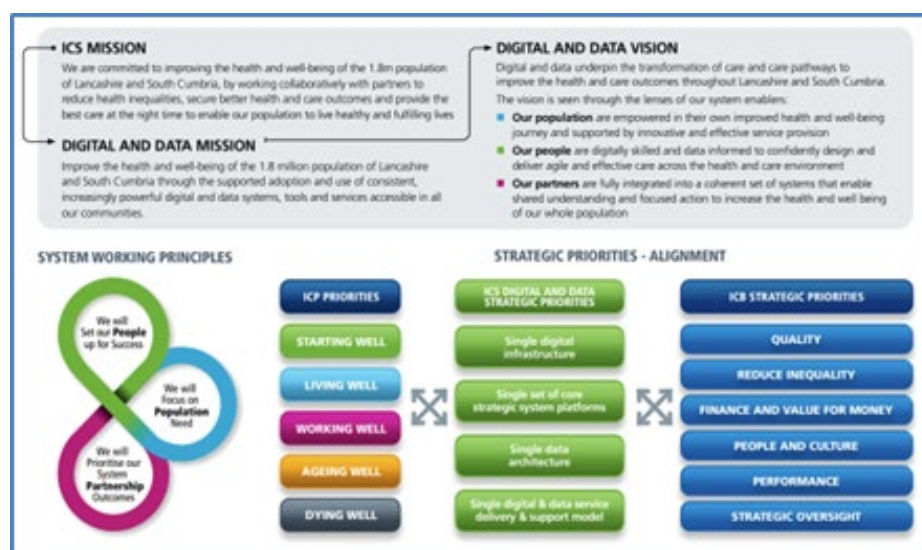 ICS MISSION
We are committed to improving the health and well-being of the 1.8m population
of Lancashire and South Cumbria, by working collaboratively with partners to
reduce health inequalities, secure better health and care outcomes and provide the
best care at the right time to enable our population to live healthy and fulfilling lives
DIGITAL AND DATA MISSION
Improve the health and well-being of the 1.8 million population of Lancashire
and South Cumbria through the supported adoption and use of consistent,
increasingly powerful digital and data systems, tools and services accessible in all
our communities.
DIGITAL AND DATA VISION
Digital and data underpin the transformation of care and care pathways to
improve the health and care outcomes throughout Lancashire and South Cumbria.
The vision is seen through the lenses of our system enablers:
Our population are empowered in their own improved health and well-being
journey and supported by innovative and effective service provision
Our people are digitally skilled and data informed to confidently design and
deliver agile and effective care across the health and care environment
Our partners are fully integrated into a coherent set of systems that enable
shared understanding and focused action to increase the health and well being
of our whole population
SYSTEM WORKING PRINCIPLES
We will
Set our People
up for Success
We will
Focus on
Population
Need
We will
Prioritise our
System
Partnership
Outcomes
STRATEGIC PRIORITIES - ALIGNMENT
ICP PRIORITIES
STARTING WELL
LIVING WELL
WORKING WELL
AGEING WELL
DYING WELL
ICS DIGITAL AND DATA
STRATEGIC PRIORITIES
Single digital
infrastructure
Single set of core
strategic system platforms
Single data
architecture
Single digital & data service
delivery & support model
ICB STRATEGIC PRIORITIES
QUALITY
REDUCE INEQUALITY
FINANCE AND VALUE FOR MONEY
PEOPLE AND CULTURE
PERFORMANCE
STRATEGIC OVERSIGHT